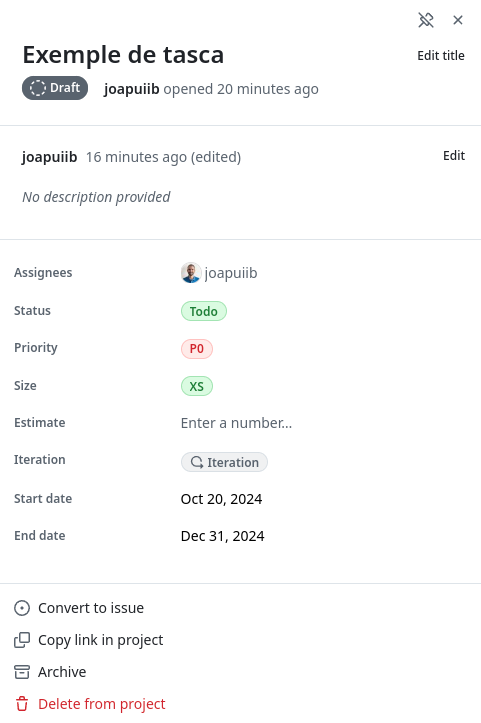 Exemple de tasca
Edit title
Draft
joapuiib opened 20 minutes ago
joapuiib 16 minutes ago (edited)
Edit
No description provided
Assignees joapuiib
Status Todo
Priority P0
Size XS
Estimate Enter a number...
Iteration Iteration
Start date Oct 20, 2024
End date Dec 31, 2024
Convert to issue
Copy link in project
Archive
Delete from project